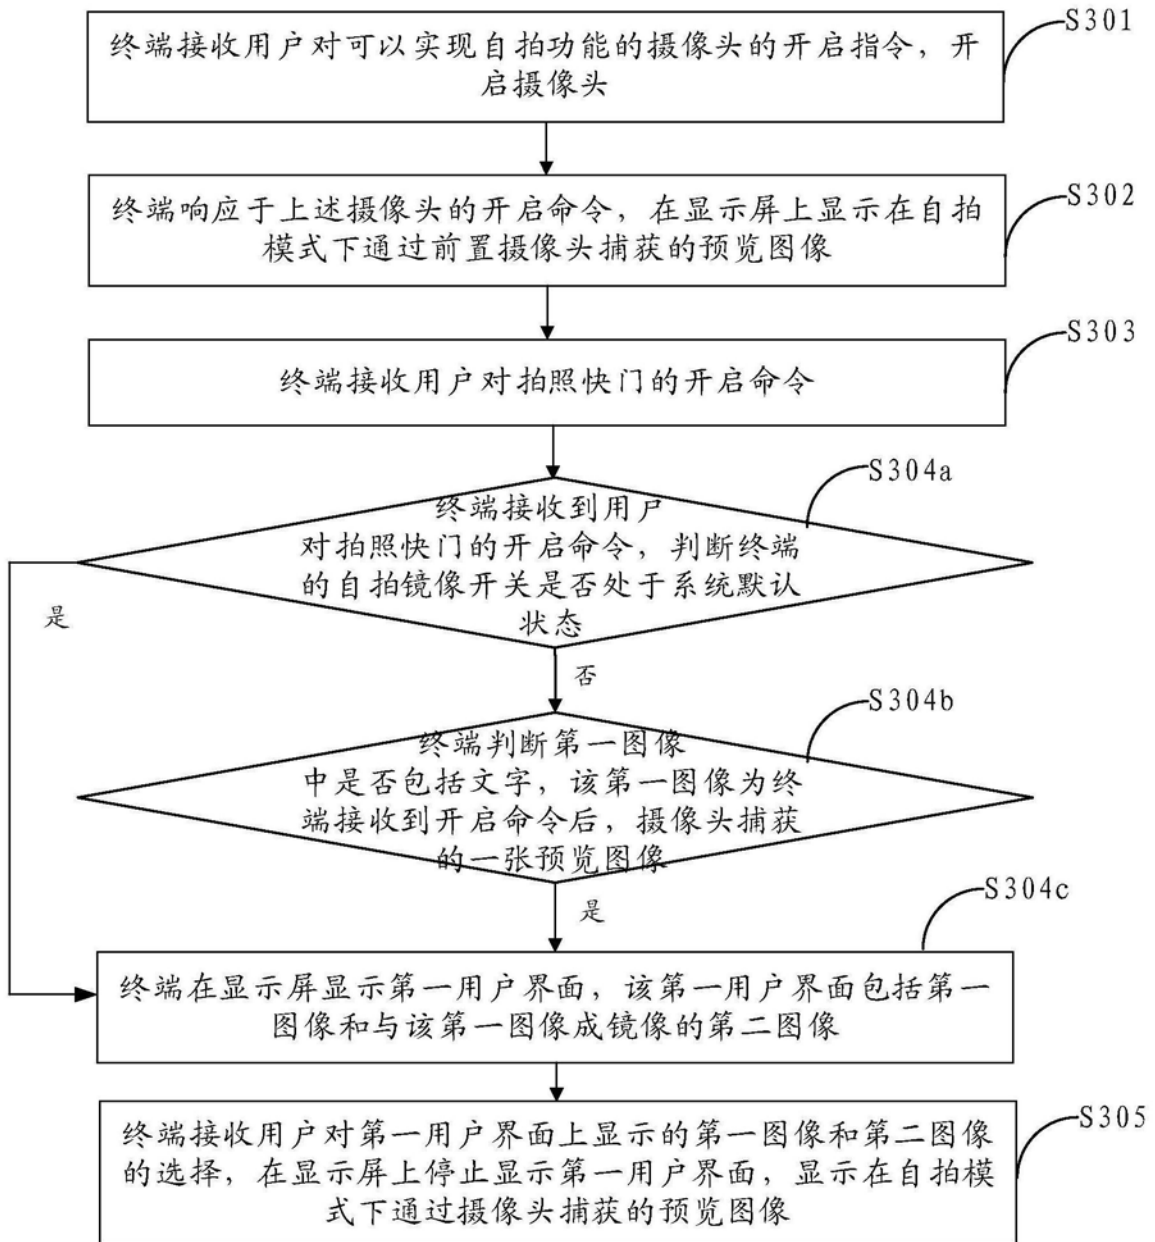 S301
终端接收用户对可以实现自拍功能的摄像头的开启指令，开
启摄像头
S302
终端响应于上述摄像头的开启命令，在显示屏上显示在自拍
模式下通过前置摄像头捕获的预览图像
S303
终端接收用户对拍照快门的开启命令
S304a
终端接收到用户
对拍照快门的开启命令，判断终端
的自拍镜像开关是否处于系统默认
状态
是
否
S304b
终端判断第一图像
中是否包括文字，该第一图像为终
端接收到开启命令后，摄像头捕获
的一张预览图像
是
S304c
终端在显示屏显示第一用户界面，该第一用户界面包括第一
图像和与该第一图像成镜像的第二图像
S305
终端接收用户对第一用户界面上显示的第一图像和第二图像
的选择，在显示屏上停止显示第一用户界面，显示在自拍模
式下通过摄像头捕获的预览图像